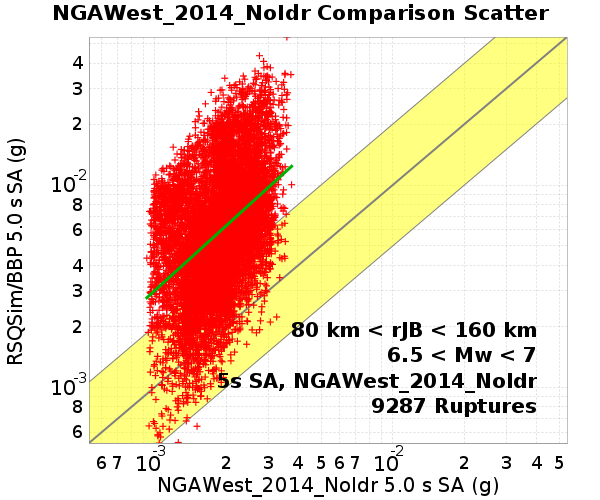 NGAWest_2014_NoIdr Comparison Scatter
RSQSim/BBP 5.0 s SA (g)
4
3
2
10-2
8
6
4
3
2
10-3
8
6
80 km < rJB < 160 km
6.5 < Mw < 7
5s SA, NGAWest_2014_NoIdr
9287 Ruptures
6 7 10-3 2 3 4 5 6 7 10-2 2 3 4 5
NGAWest_2014_NoIdr 5.0 s SA (g)